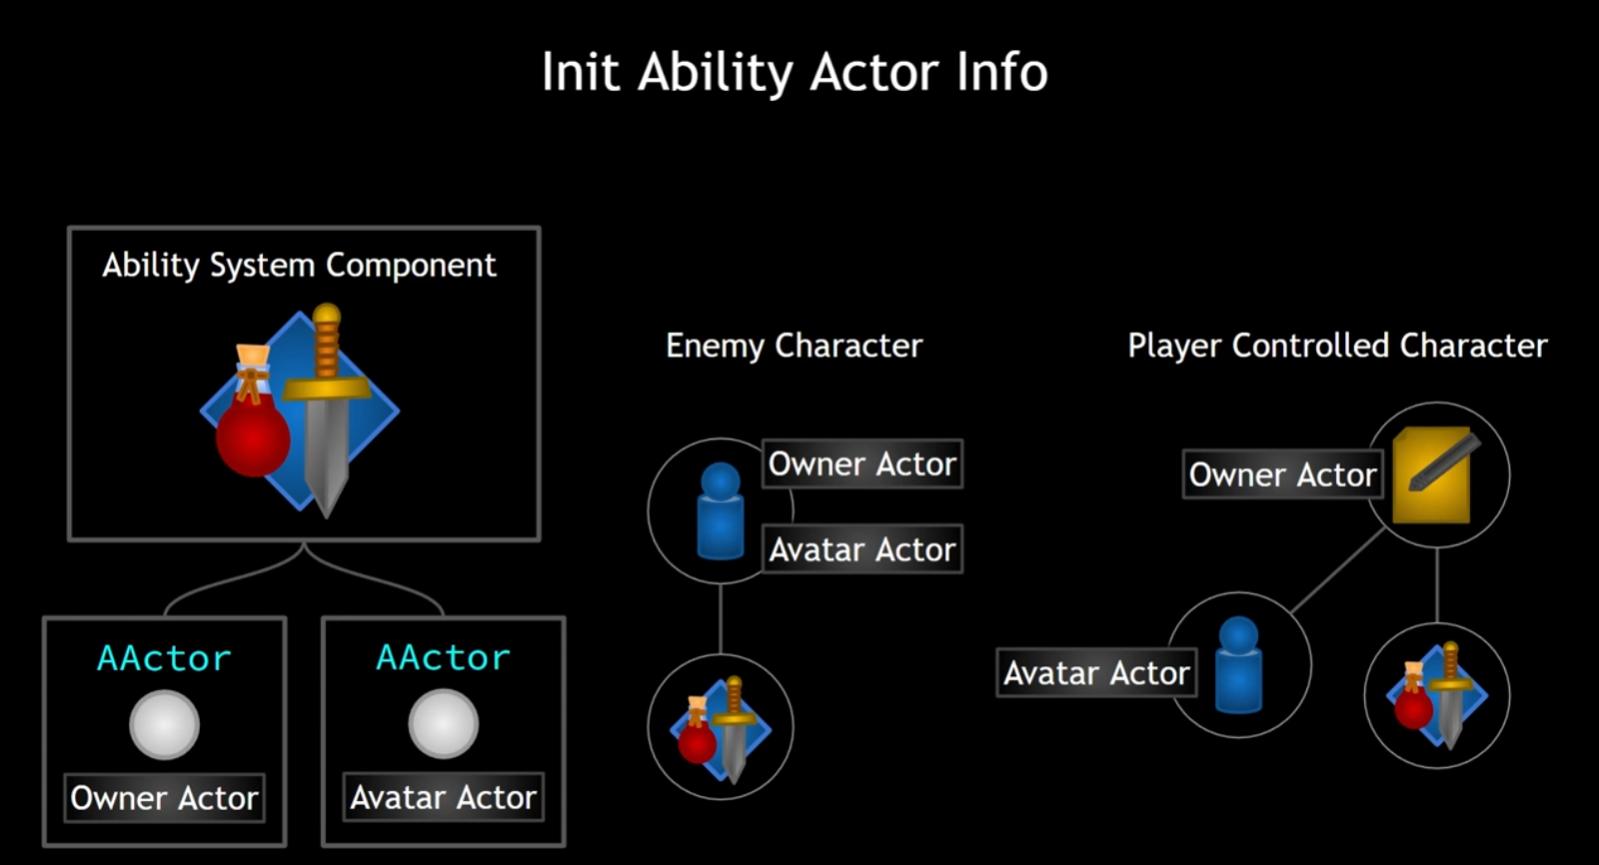 Init Ability Actor Info
Ability System Component
AActor
Owner Actor
AActor
Avatar Actor
Enemy Character
Owner Actor
Avatar Actor
Player Controlled Character
Owner Actor
Avatar Actor